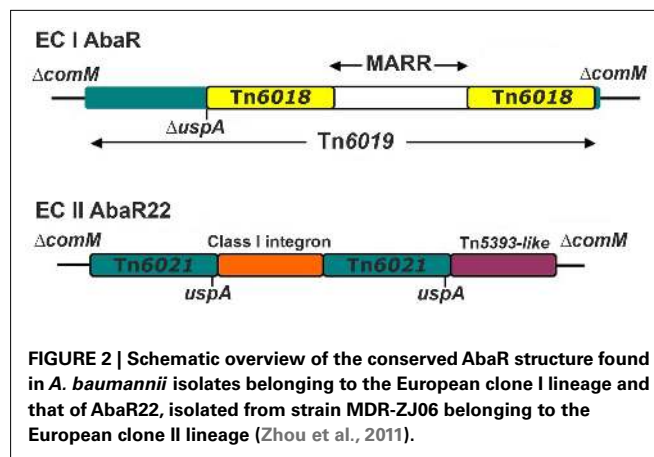 EC I AbaR
ΔcomM
MARR
ΔcomM
Tn6018
Tn6018
ΔuspA
Tn6019
EC II AbaR22
ΔcomM
Class I integron
Tn5393-like
ΔcomM
Tn6021
Tn6021
uspA
uspA
FIGURE 2 | Schematic overview of the conserved AbaR structure found
in A. baumannii isolates belonging to the European clone I lineage and
that of AbaR22, isolated from strain MDR-ZJ06 belonging to the
European clone II lineage (Zhou et al., 2011).